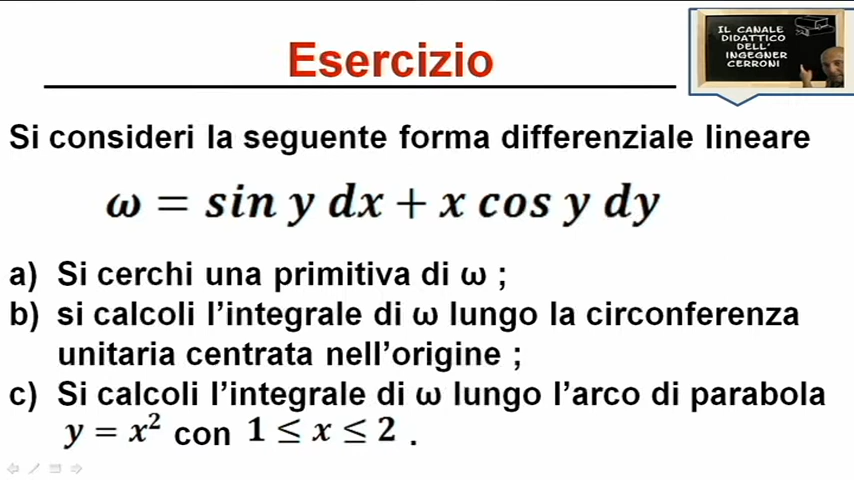 Esercizio
IL CANALE
DIDATTICO
DELL'
INGEGNER
CERRONI
Si consideri la seguente forma differenziale lineare
ω = sin y dx + x cos y dy
a) Si cerchi una primitiva di ω ;
b) si calcoli l'integrale di ω lungo la circonferenza
unitaria centrata nell'origine ;
c) Si calcoli l'integrale di ω lungo l'arco di parabola
y = x² con 1 ≤ x ≤ 2 .